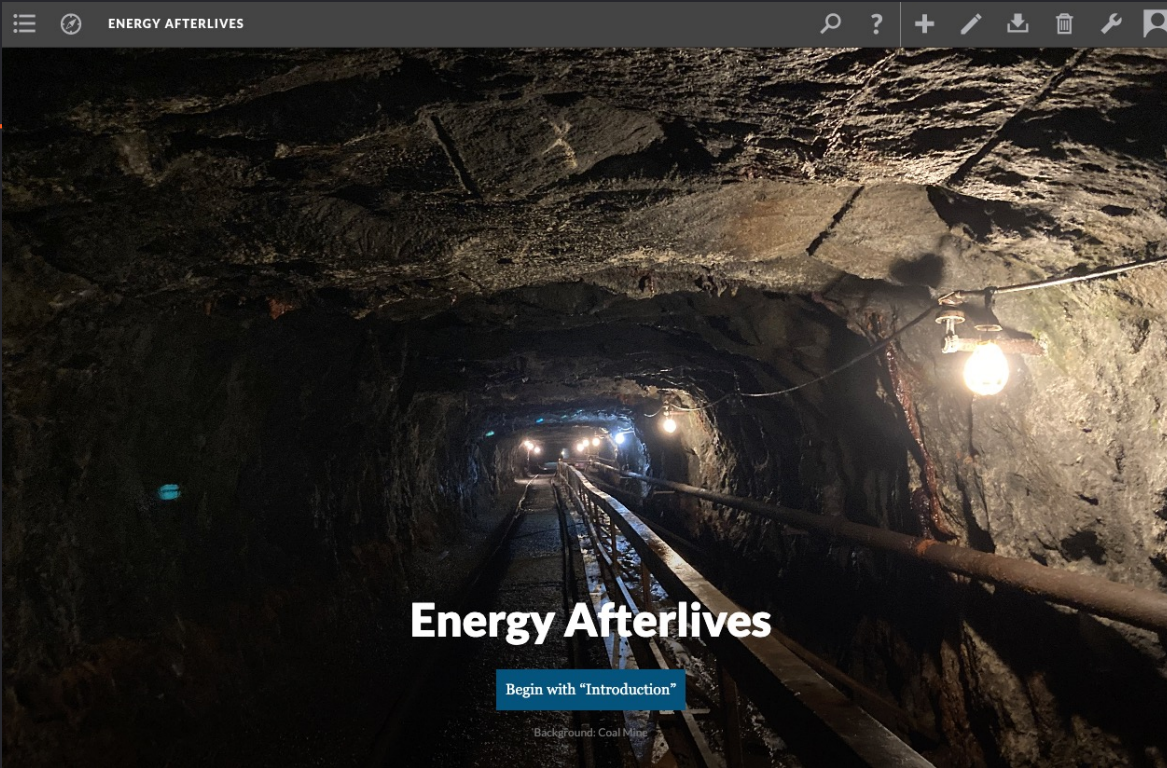 ENERGY AFTERLIVES
?
Energy Afterlives
Begin with “Introduction”
Background: Coal Mine